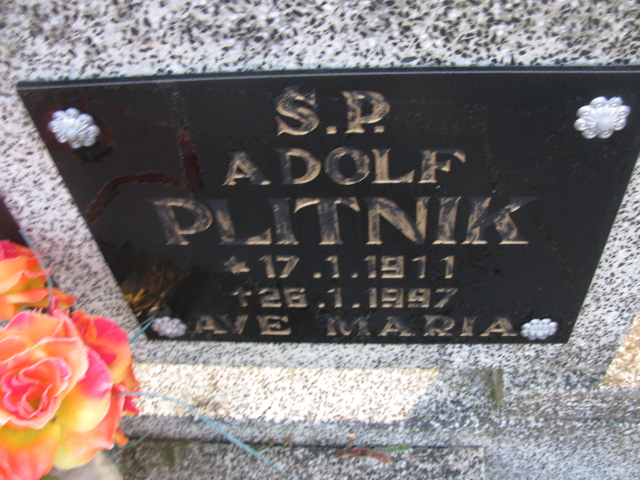 S.P.
ADOLF
PLITNIK
* 17.1.1911
† 26.1.1997
AVE MARIA